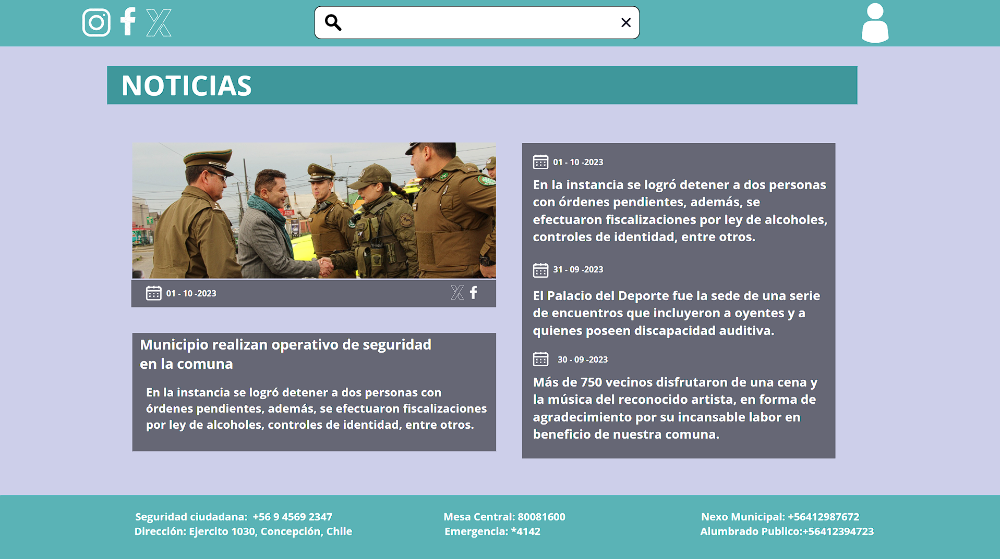 NOTICIAS
01 - 10 -2023
Municipio realizan operativo de seguridad
en la comuna
En la instancia se logró detener a dos personas con
órdenes pendientes, además, se efectuaron fiscalizaciones
por ley de alcoholes, controles de identidad, entre otros.
01 - 10 -2023
En la instancia se logró detener a dos personas
con órdenes pendientes, además, se
efectuaron fiscalizaciones por ley de alcoholes,
controles de identidad, entre otros.
31 - 09 -2023
El Palacio del Deporte fue la sede de una serie
de encuentros que incluyeron a oyentes y a
quienes poseen discapacidad auditiva.
30 - 09 -2023
Más de 750 vecinos disfrutaron de una cena y
la música del reconocido artista, en forma de
agradecimiento por su incansable labor en
beneficio de nuestra comuna.
Seguridad ciudadana:  +56 9 4569 2347
Dirección: Ejercito 1030, Concepción, Chile
Mesa Central: 80081600
Emergencia: *4142
Nexo Municipal: +56412987672
Alumbrado Publico:+56412394723